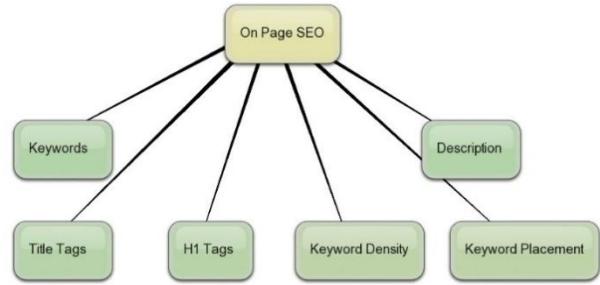 On Page SEO
Keywords
Description
Title Tags
H1 Tags
Keyword Density
Keyword Placement